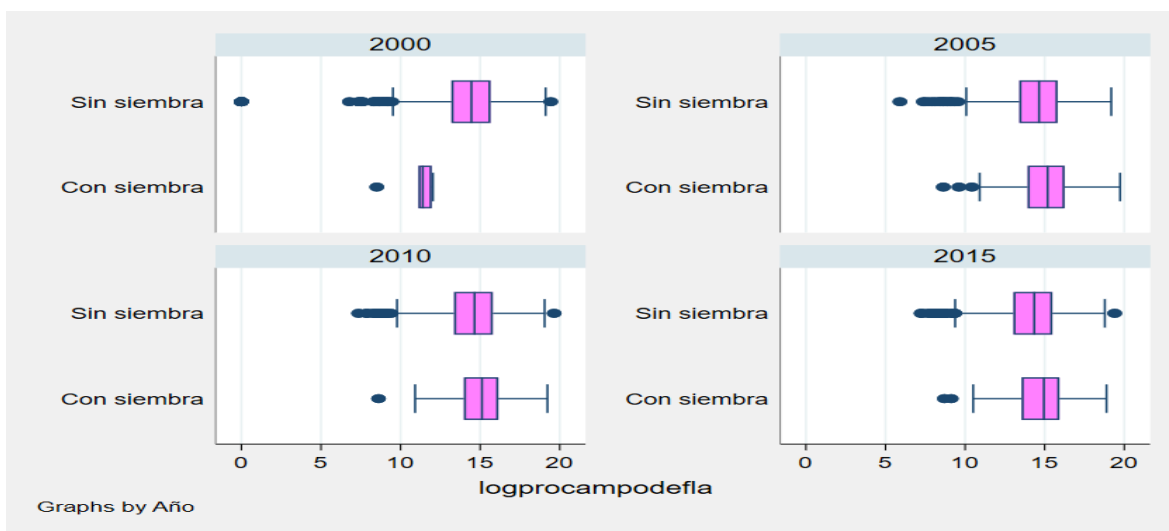 2000
Sin siembra
Con siembra
2005
Sin siembra
Con siembra
2010
Sin siembra
Con siembra
0 5 10 15 20
2015
Sin siembra
Con siembra
0 5 10 15 20
logprocampodefla
Graphs by Año